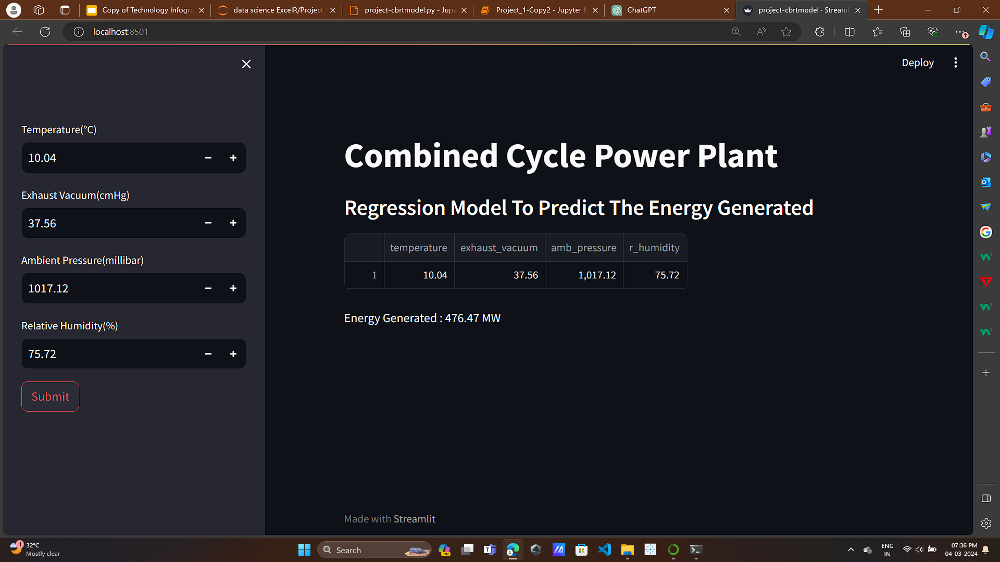 Copy of Technology Infogra
data science ExcelR/Project
project-cbrtmodel.py - Jupy
Project_1-Copy2 - Jupyter N
ChatGPT
project-cbrtmodel · Streaml
localhost:8501
Deploy
Temperature(°C)
10.04
Exhaust Vacuum(cmHg)
37.56
Ambient Pressure(millibar)
1017.12
Relative Humidity(%)
75.72
Submit
Combined Cycle Power Plant
Regression Model To Predict The Energy Generated
temperature exhaust_vacuum amb_pressure r_humidity
1 10.04 37.56 1,017.12 75.72
Energy Generated : 476.47 MW
Made with Streamlit
1
32°C
Mostly clear
Search
PRE
ENG
IN
07:36 PM
04-03-2024